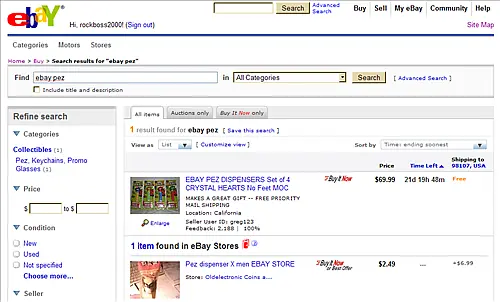 ebaY
Hi, rockboss2000! (Sign out)
Search
Advanced Search
Buy Sell My eBay Community Help
Site Map
Categories Motors Stores
Home > Buy > Search results for "ebay pez"
Find ebay pez in All Categories Search [ Advanced Search ]
Include title and description
Refine search
Categories
Collectibles (1)
Pez, Keychains, Promo
Glasses (1)
Price
$ to $
Condition
New
Used
Not specified
Choose more...
Seller
All items Auctions only Buy It Now only
1 result found for ebay pez [ Save this search ]
View as List [ Customize view ] Sort by Time: ending soonest
Price Time Left Shipping to 98107, USA
EBAY PEZ DISPENSERS Set of 4
CRYSTAL HEARTS No Feet MOC
Buy It Now $69.99 21d 19h 48m Free
MAKES A GREAT GIFT -- FREE PRIORITY
MAIL SHIPPING
Location: California
Seller User ID: greg123
Feedback: 2,188 | 100%
Enlarge
1 item found in eBay Stores
Pez dispenser X men EBAY STORE
Buy It Now
or Best Offer
$2.49 --- +$6.99
Store: Oldelectronic Coins a...